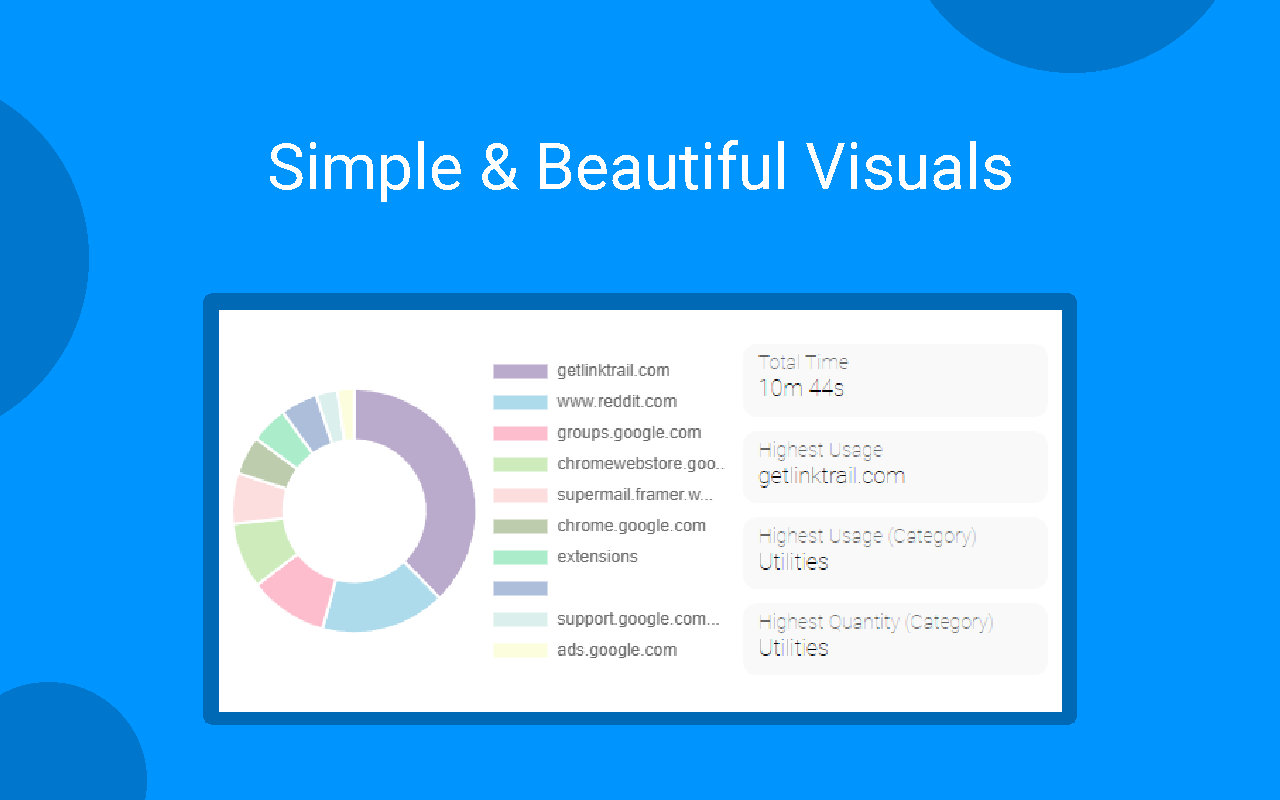 Simple & Beautiful Visuals
getlinktrail.com
www.reddit.com
groups.google.com
chromewebstore.goo..
supermail.framer.w...
chrome.google.com
extensions
support.google.com...
ads.google.com
Total Time
10m 44s
Highest Usage
getlinktrail.com
Highest Usage (Category)
Utilities
Highest Quantity (Category)
Utilities